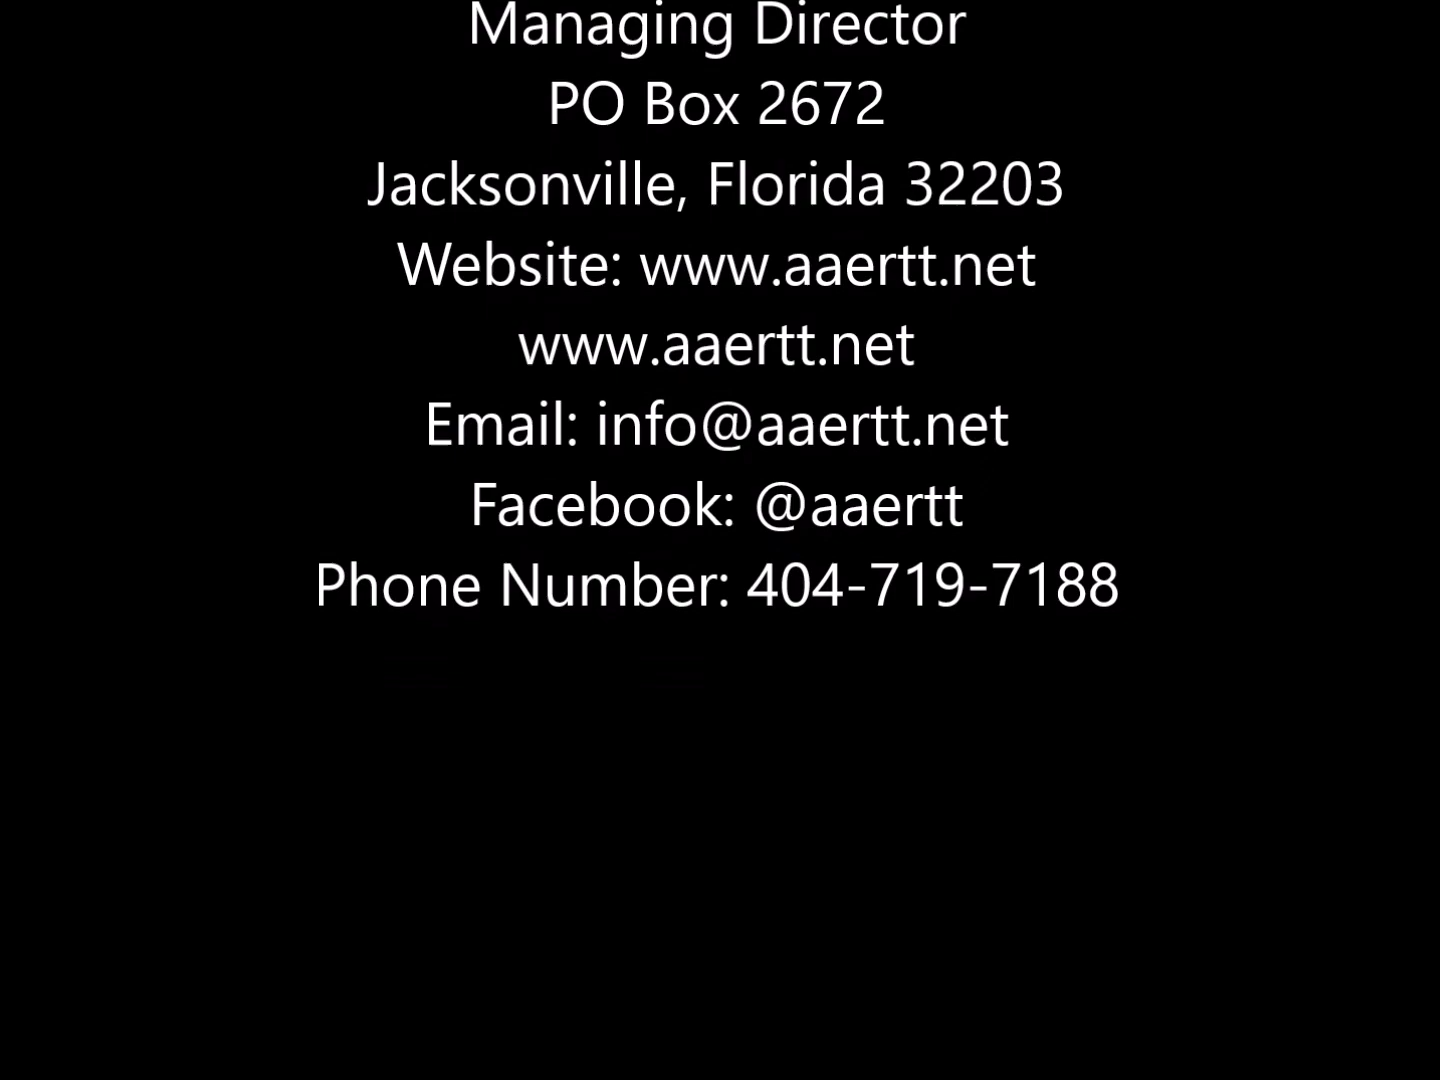 Managing Director
PO Box 2672
Jacksonville, Florida 32203
Website: www.aaertt.net
www.aaertt.net
Email: info@aaertt.net
Facebook: @aaertt
Phone Number: 404-719-7188